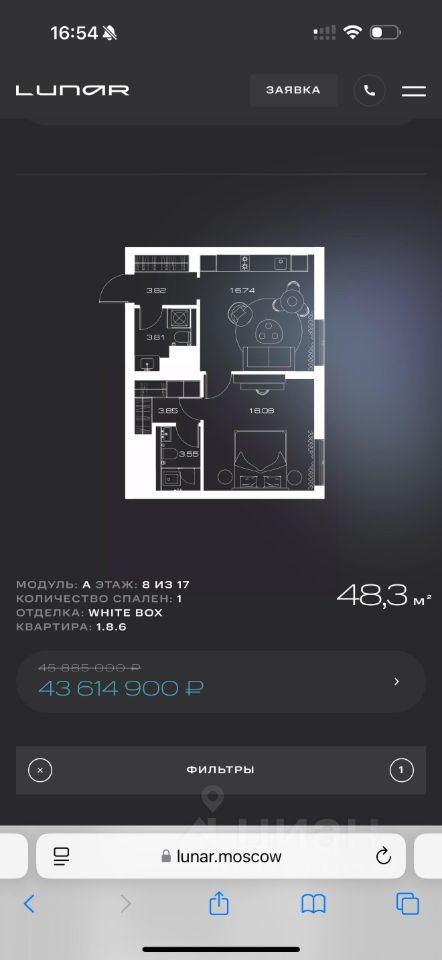 16:54
LUNAR
ЗАЯВКА
3.82
16.74
3.81
3.85
16.08
3.55
МОДУЛЬ: А ЭТАЖ: 8 ИЗ 17
КОЛИЧЕСТВО СПАЛЕН: 1
ОТДЕЛКА: WHITE BOX
КВАРТИРА: 1.8.6
48,3 м²
45 885 000 ₽
43 614 900 ₽
ФИЛЬТРЫ
1
циан
lunar.moscow